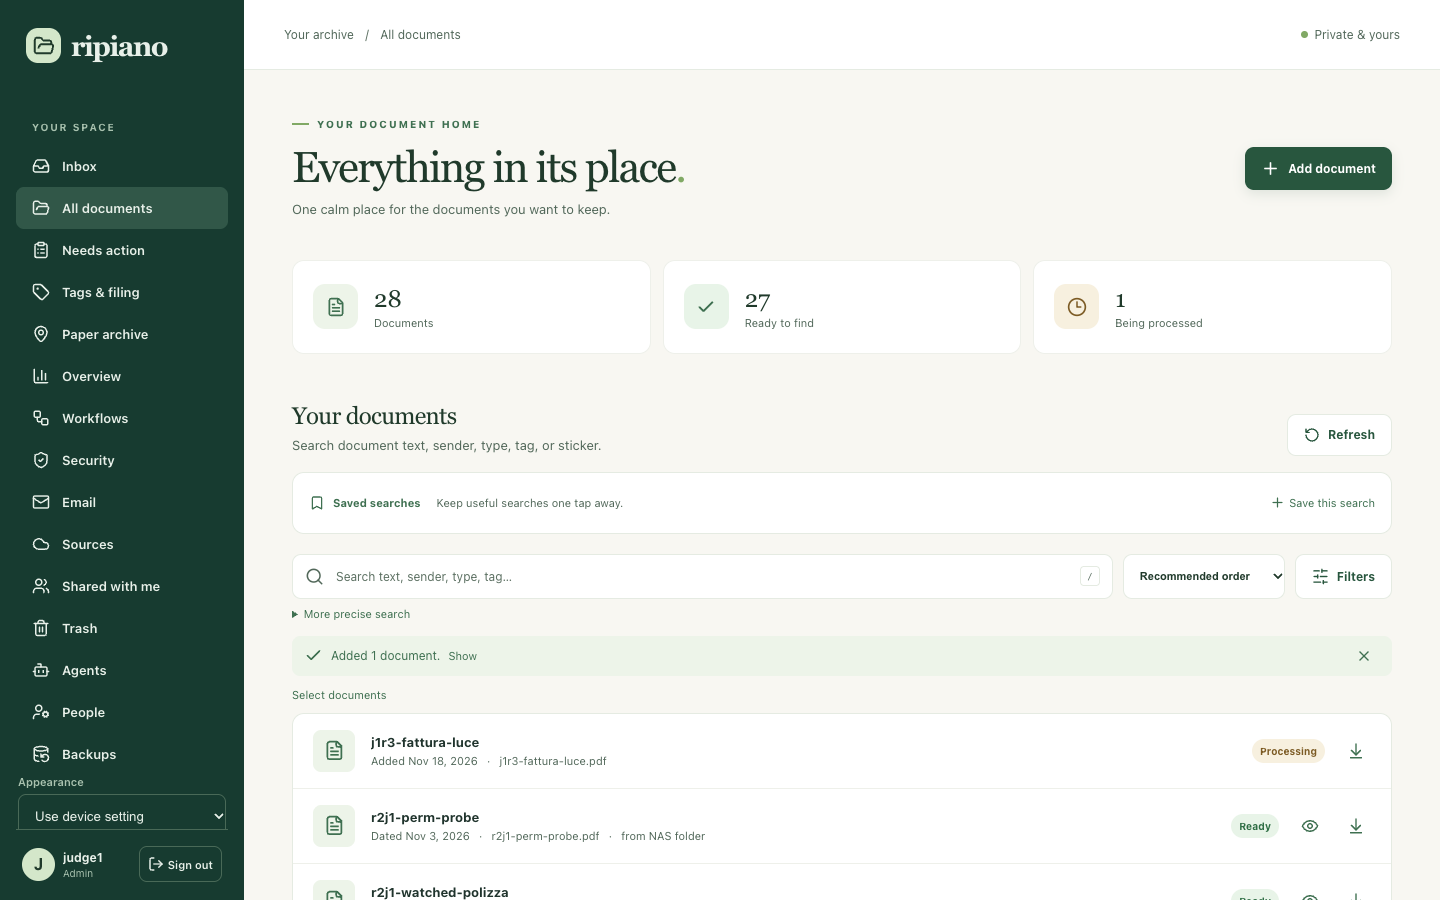 ripiano
YOUR SPACE
Inbox
All documents
Needs action
Tags & filing
Paper archive
Overview
Workflows
Security
Email
Sources
Shared with me
Trash
Agents
People
Backups
Appearance
Use device setting
J
judge1
Admin
Sign out
Your archive / All documents
Private & yours
YOUR DOCUMENT HOME
Everything in its place.
One calm place for the documents you want to keep.
Add document
28
Documents
27
Ready to find
1
Being processed
Your documents
Search document text, sender, type, tag, or sticker.
Refresh
Saved searches Keep useful searches one tap away.
Save this search
Search text, sender, type, tag...
/
Recommended order
Filters
More precise search
Added 1 document. Show
Select documents
j1r3-fattura-luce
Added Nov 18, 2026 · j1r3-fattura-luce.pdf
Processing
r2j1-perm-probe
Dated Nov 3, 2026 · r2j1-perm-probe.pdf · from NAS folder
Ready
r2j1-watched-polizza
Ready